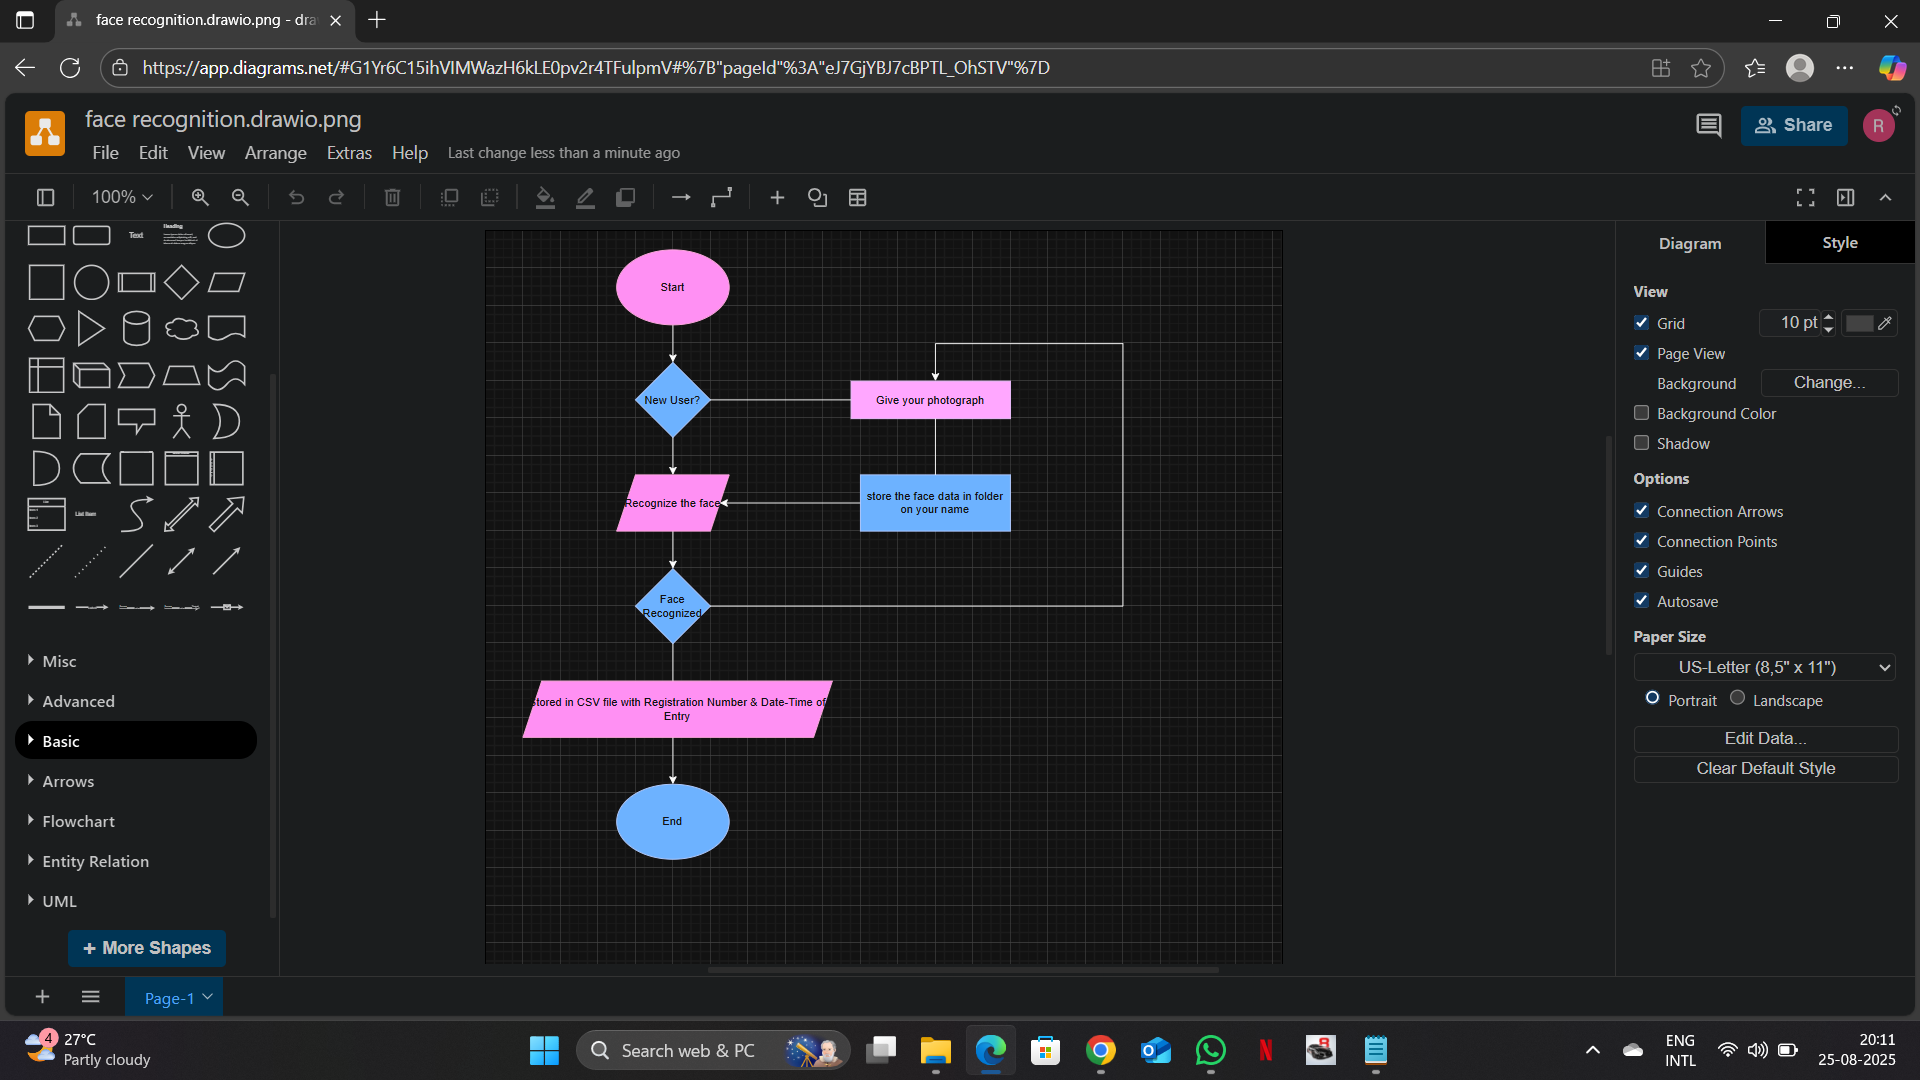 face recognition.drawio.png - dra
https://app.diagrams.net/#G1Yr6C15ihVIMWazH6kLE0pv2r4TFulpmV#%7B"pageId"%3A"eJ7GjYBJ7cBPTL_OhSTV"%7D
face recognition.drawio.png
File Edit View Arrange Extras Help Last change less than a minute ago
Share
R
100%
Text
Heading
List Item
Misc
Advanced
Basic
Arrows
Flowchart
Entity Relation
UML
+ More Shapes
Page-1
Start
New User?
Give your photograph
Recognize the face
store the face data in folder
on your name
Face
Recognized
stored in CSV file with Registration Number & Date-Time of
Entry
End
Diagram
Style
View
Grid
10 pt
Page View
Background
Change...
Background Color
Shadow
Options
Connection Arrows
Connection Points
Guides
Autosave
Paper Size
US-Letter (8,5" x 11")
Portrait
Landscape
Edit Data...
Clear Default Style
4
27°C
Partly cloudy
Search web & PC
N
ENG
INTL
20:11
25-08-2025